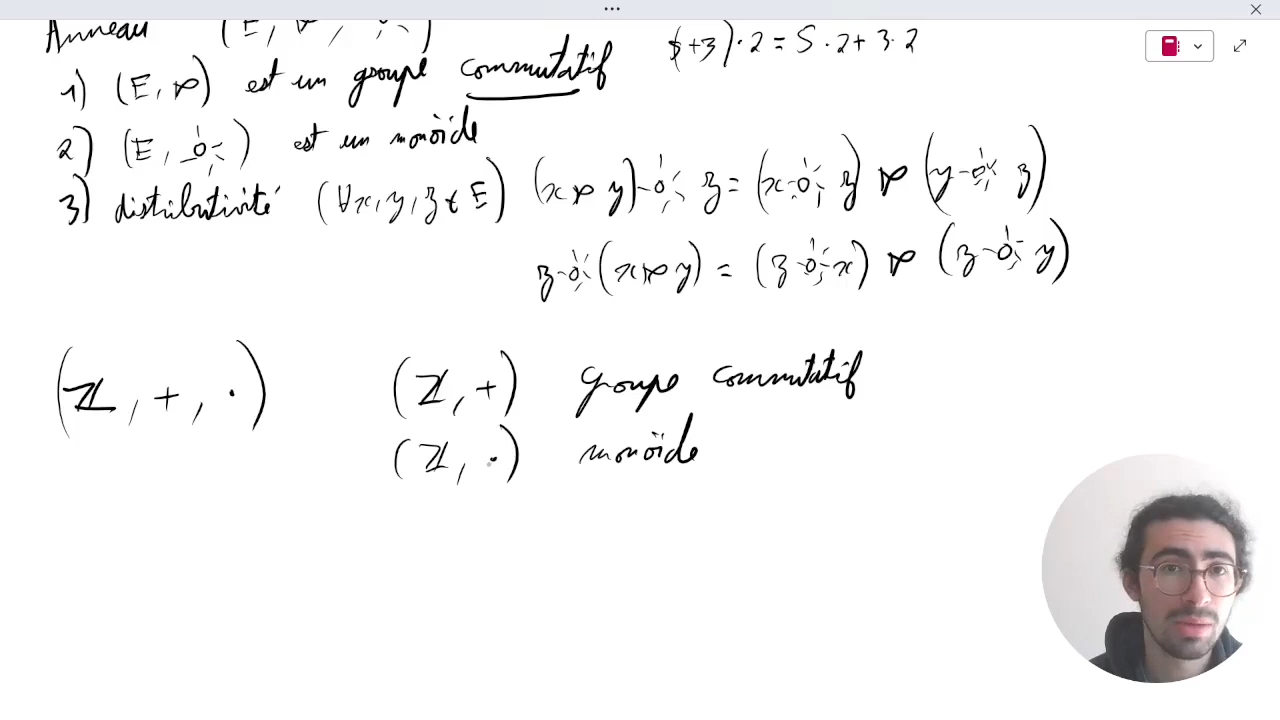 Anneau (E, ∝, ·o·)
(5+3)·2 = 5·2+3·2
1) (E, ∝) est un groupe commutatif
2) (E, ·o·) est un monoïde
3) distributivité (∀x,y,z ∈ E) (x ∝ y) ·o· z = (x ·o· z) ∝ (y ·o· z)
z ·o· (x ∝ y) = (z ·o· x) ∝ (z ·o· y)
(ℤ, +, ·) (ℤ, +) groupe commutatif
(ℤ, ·) monoïde